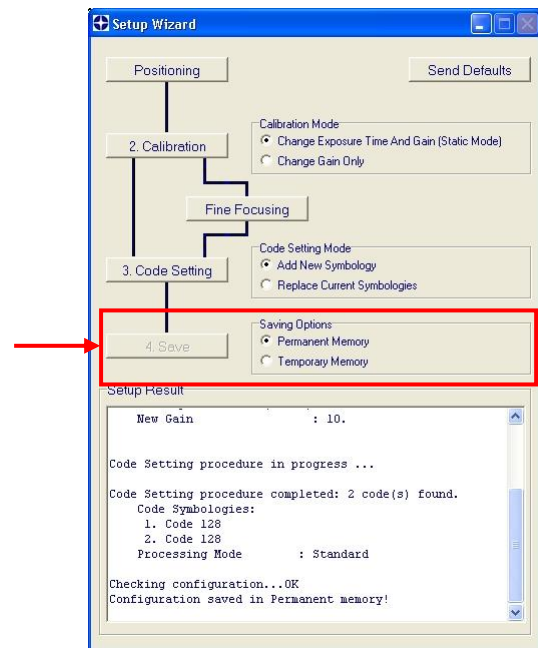 Setup Wizard
Positioning
Send Defaults
Calibration Mode
2. Calibration
Change Exposure Time And Gain (Static Mode)
Change Gain Only
Fine Focusing
Code Setting Mode
3. Code Setting
Add New Symbology
Replace Current Symbologies
Saving Options
4. Save
Permanent Memory
Temporary Memory
Setup Result
New Gain : 10.
Code Setting procedure in progress ...
Code Setting procedure completed: 2 code(s) found.
Code Symbologies:
1. Code 128
2. Code 128
Processing Mode : Standard
Checking configuration...OK
Configuration saved in Permanent memory!